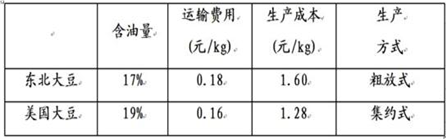 含油量 运输费用 生产成本 生产
(元/kg) (元/kg) 方式
东北大豆 17% 0.18 1.60 粗放式
美国大豆 19% 0.16 1.28 集约式